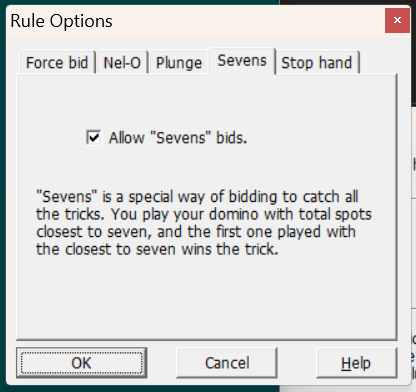 Rule Options
Force bid Nel-O Plunge Sevens Stop hand
Allow "Sevens" bids.
"Sevens" is a special way of bidding to catch all
the tricks. You play your domino with total spots
closest to seven, and the first one played with
the closest to seven wins the trick.
OK Cancel Help